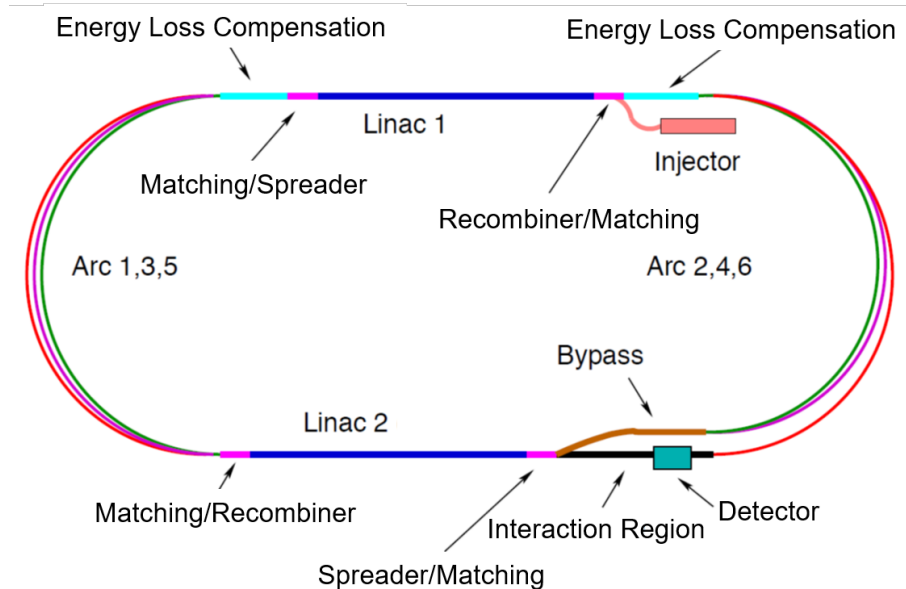 Energy Loss Compensation
Energy Loss Compensation
Linac 1
Injector
Matching/Spreader
Recombiner/Matching
Arc 1,3,5
Arc 2,4,6
Bypass
Linac 2
Matching/Recombiner
Detector
Interaction Region
Spreader/Matching